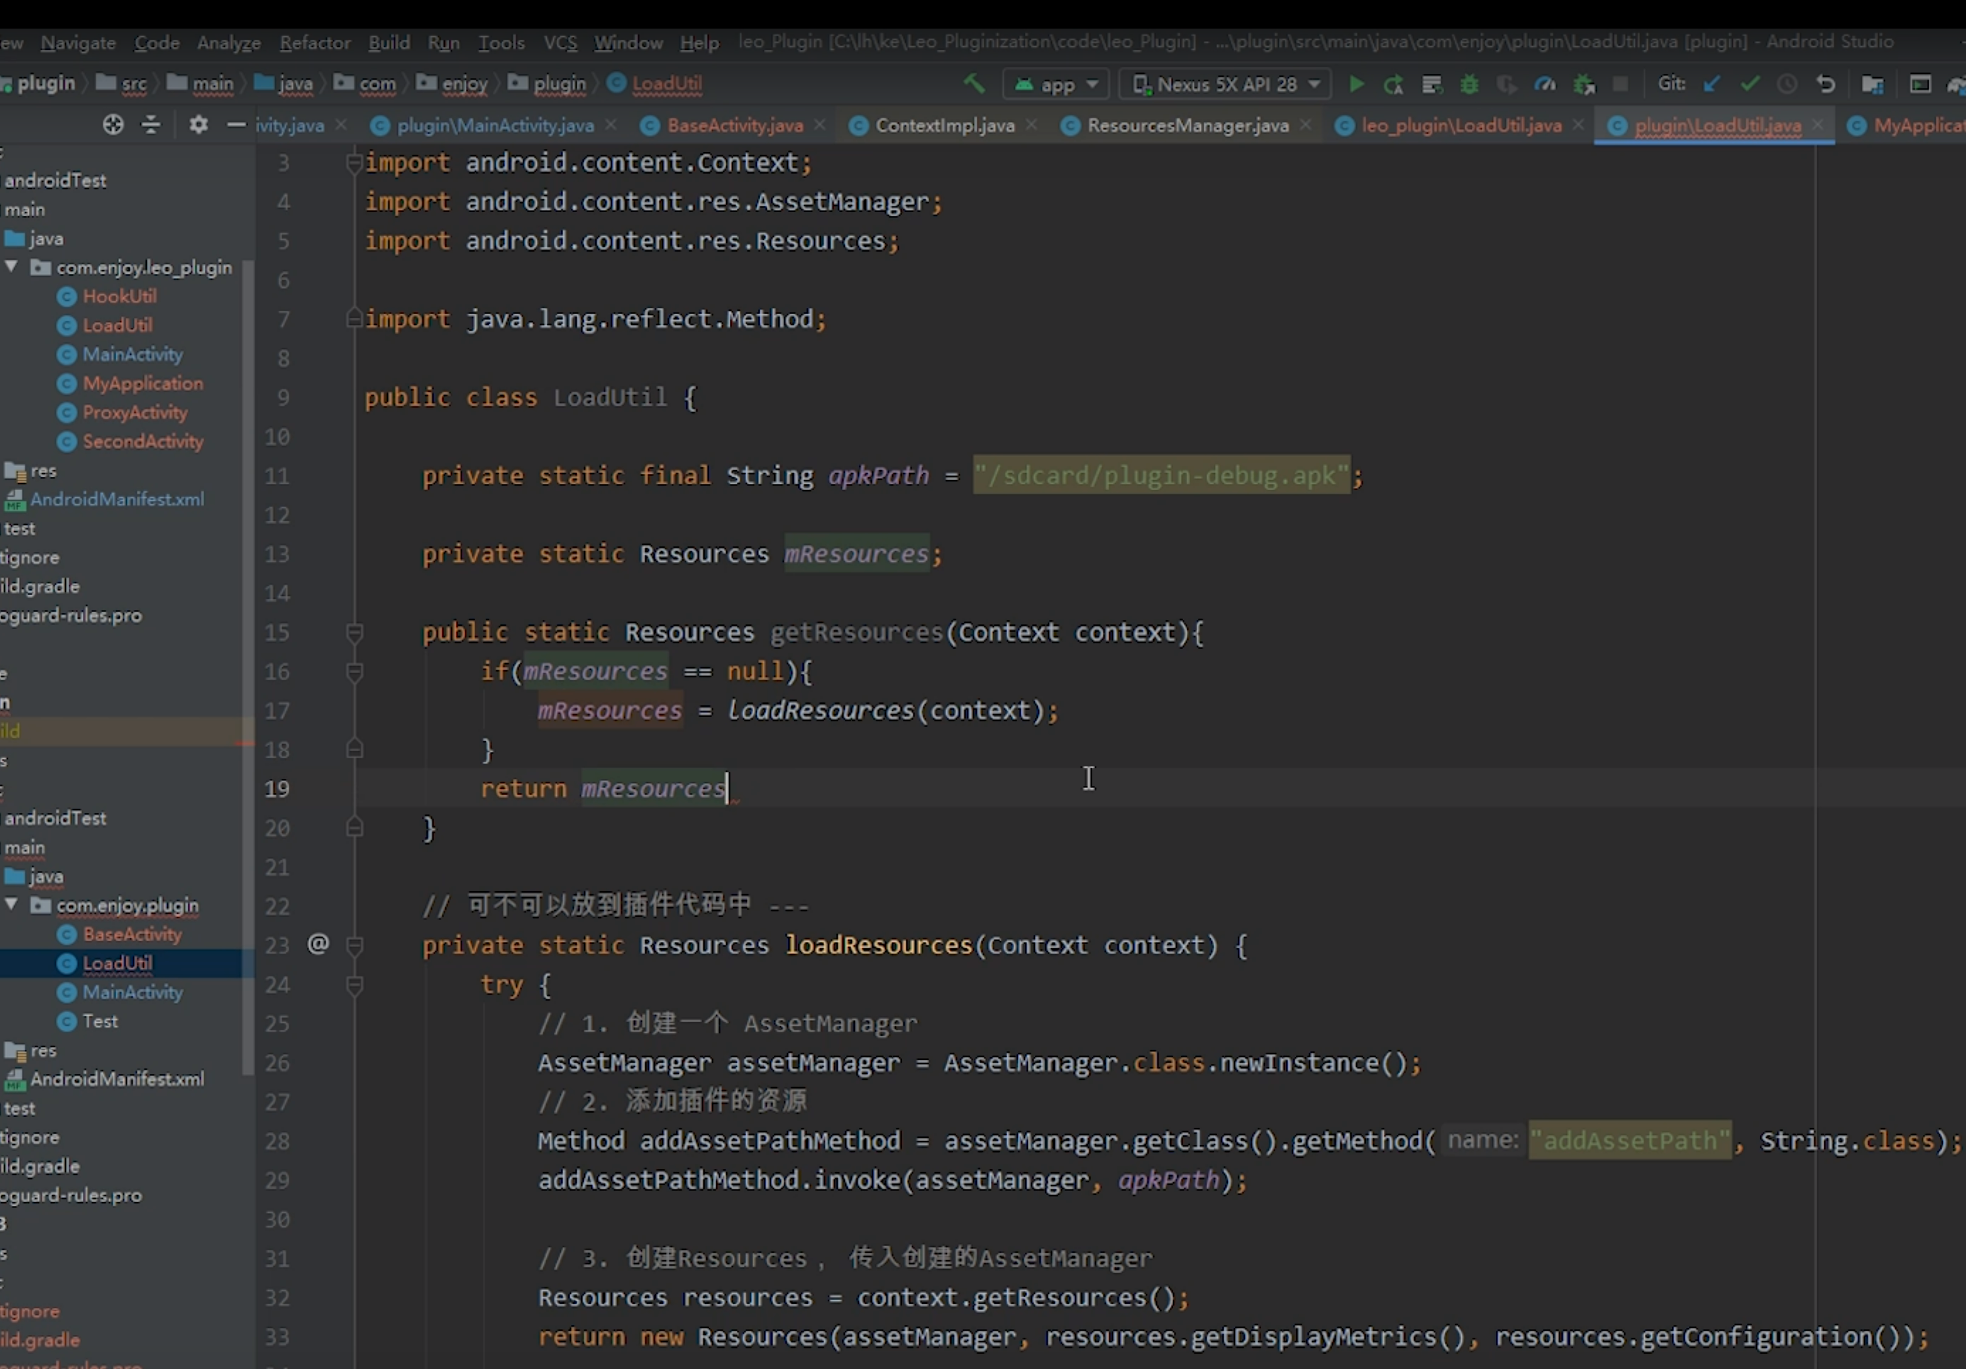 ew Navigate Code Analyze Refactor Build Run Tools VCS Window Help leo_Plugin [C:\lh\ke\Leo_Pluginization\code\leo_Plugin] - ...\plugin\src\main\java\com\enjoy\plugin\LoadUtil.java [plugin] - Android Studio
plugin src main java com enjoy plugin LoadUtil app Nexus 5X API 28 Git:
ivity.java plugin\MainActivity.java BaseActivity.java ContextImpl.java ResourcesManager.java leo_plugin\LoadUtil.java plugin\LoadUtil.java MyApplicat
androidTest
main
java
com.enjoy.leo_plugin
HookUtil
LoadUtil
MainActivity
MyApplication
ProxyActivity
SecondActivity
res
AndroidManifest.xml
test
tignore
ild.gradle
oguard-rules.pro
e
n
ild
s
androidTest
main
java
com.enjoy.plugin
BaseActivity
LoadUtil
MainActivity
Test
res
AndroidManifest.xml
test
tignore
ild.gradle
oguard-rules.pro
s
tignore
ild.gradle
3 import android.content.Context;
4 import android.content.res.AssetManager;
5 import android.content.res.Resources;
6
7 import java.lang.reflect.Method;
8
9 public class LoadUtil {
10
11 private static final String apkPath = "/sdcard/plugin-debug.apk";
12
13 private static Resources mResources;
14
15 public static Resources getResources(Context context){
16 if(mResources == null){
17 mResources = loadResources(context);
18 }
19 return mResources
20 }
21
22 // 可不可以放到插件代码中 ---
23 @ private static Resources loadResources(Context context) {
24 try {
25 // 1. 创建一个 AssetManager
26 AssetManager assetManager = AssetManager.class.newInstance();
27 // 2. 添加插件的资源
28 Method addAssetPathMethod = assetManager.getClass().getMethod( name: "addAssetPath", String.class);
29 addAssetPathMethod.invoke(assetManager, apkPath);
30
31 // 3. 创建Resources , 传入创建的AssetManager
32 Resources resources = context.getResources();
33 return new Resources(assetManager, resources.getDisplayMetrics(), resources.getConfiguration());